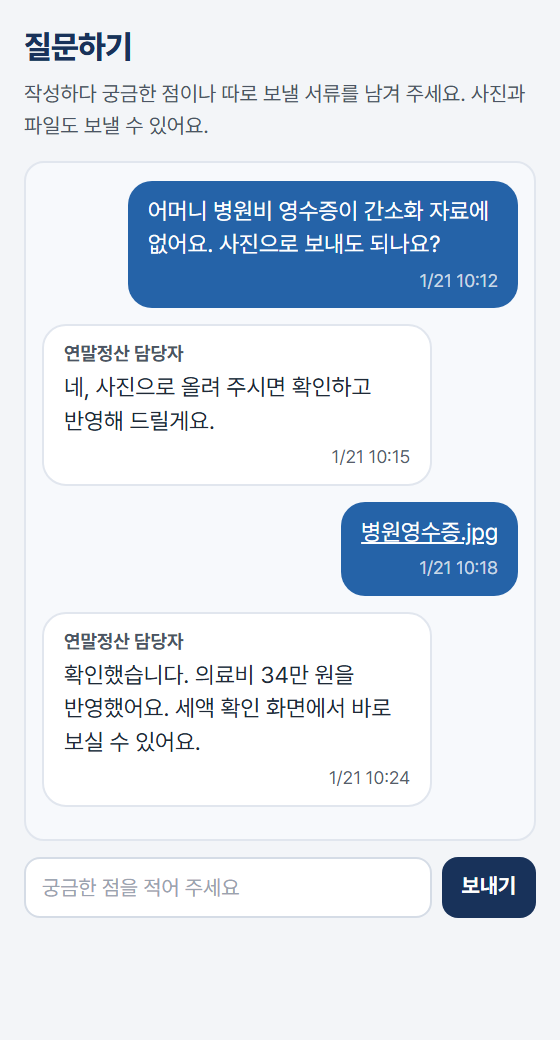 질문하기
작성하다 궁금한 점이나 따로 보낼 서류를 남겨 주세요. 사진과
파일도 보낼 수 있어요.
어머니 병원비 영수증이 간소화 자료에
없어요. 사진으로 보내도 되나요?
1/21 10:12
연말정산 담당자
네, 사진으로 올려 주시면 확인하고
반영해 드릴게요.
1/21 10:15
병원영수증.jpg
1/21 10:18
연말정산 담당자
확인했습니다. 의료비 34만 원을
반영했어요. 세액 확인 화면에서 바로
보실 수 있어요.
1/21 10:24
궁금한 점을 적어 주세요
보내기